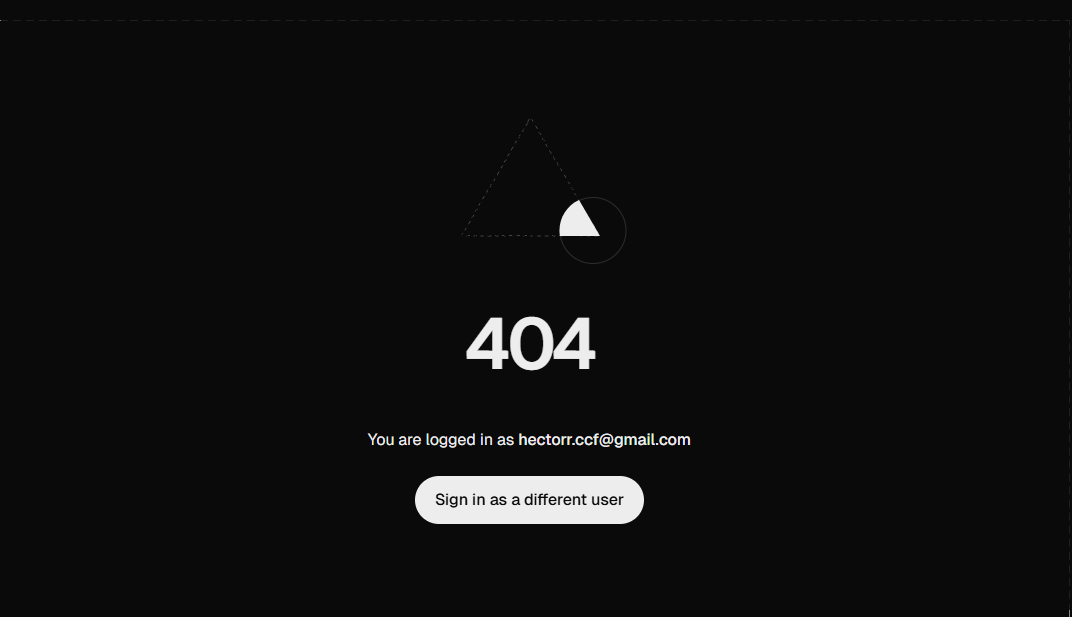 404
You are logged in as hectorr.ccf@gmail.com
Sign in as a different user